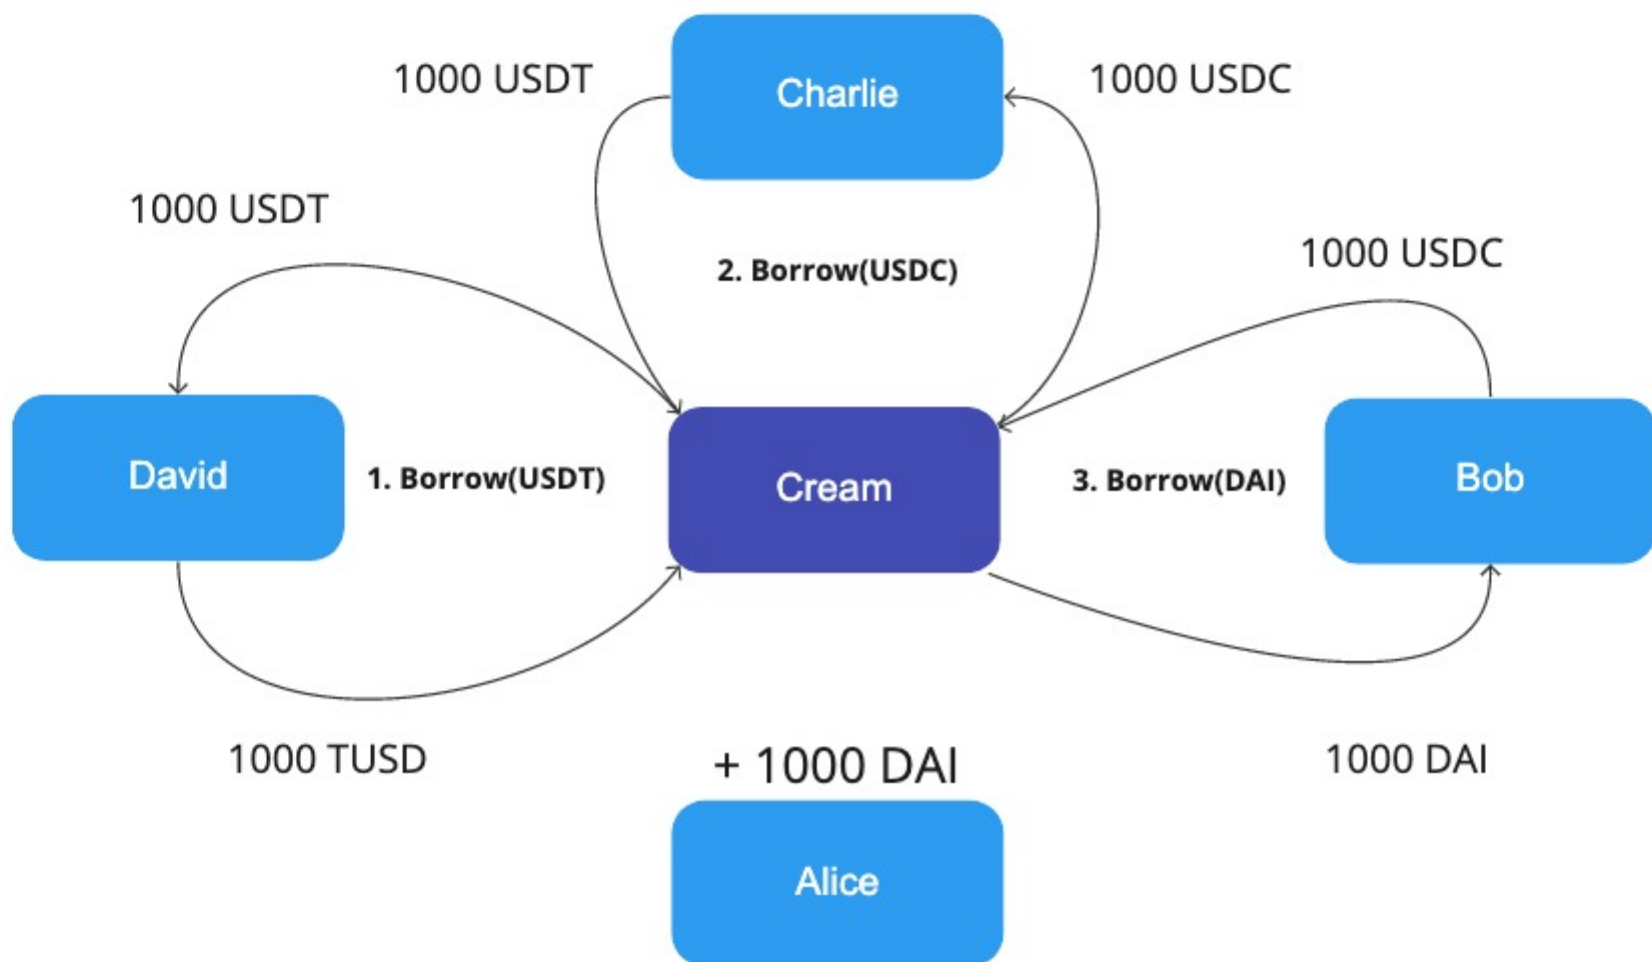 1000 USDT
Charlie
1000 USDC
1000 USDT
2. Borrow(USDC)
1000 USDC
David
1. Borrow(USDT)
Cream
3. Borrow(DAI)
Bob
1000 TUSD
+ 1000 DAI
1000 DAI
Alice